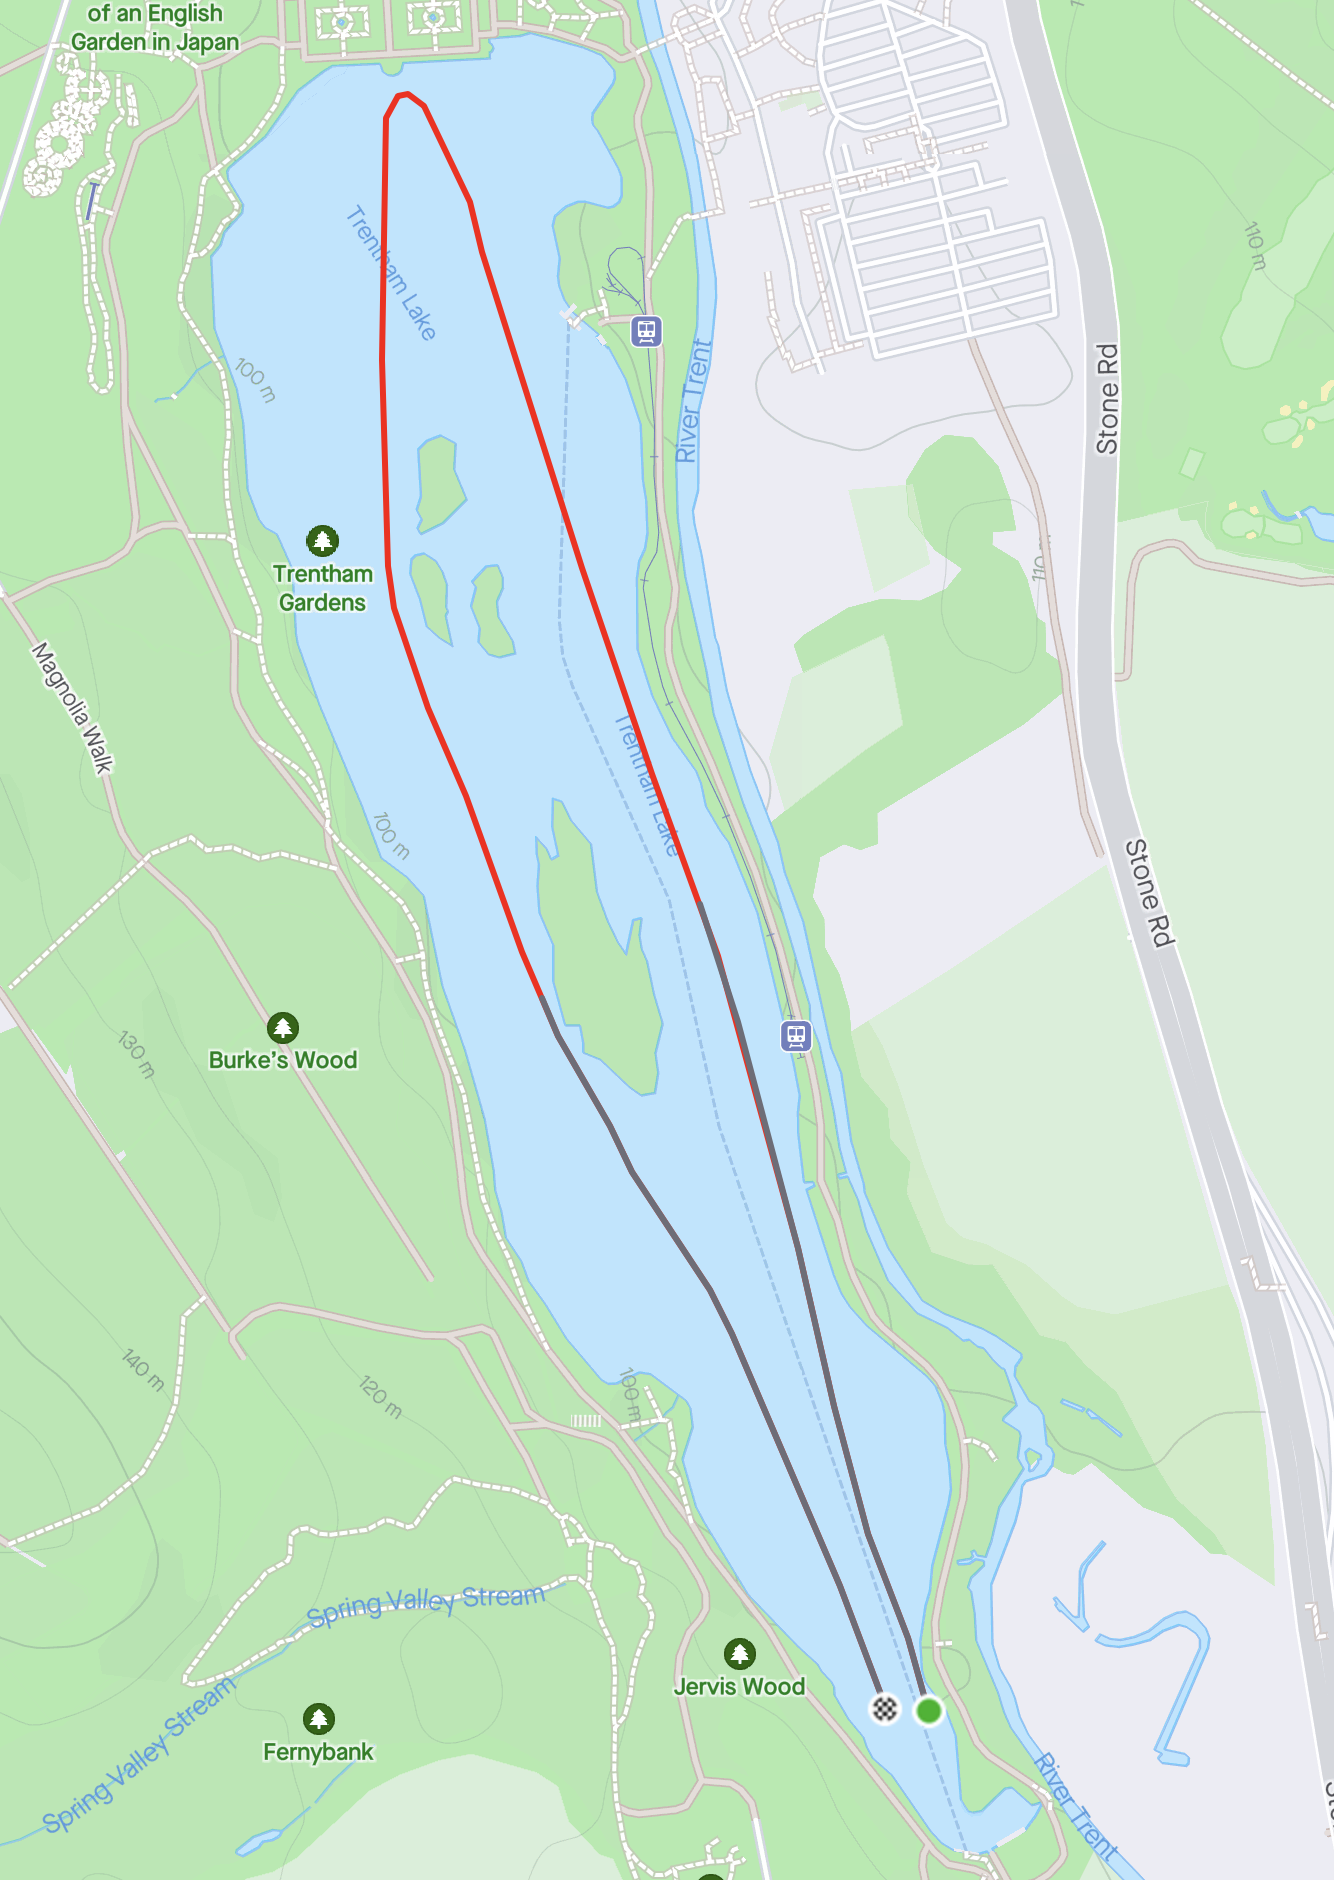 of an English
Garden in Japan
Trentham Lake
100 m
River Trent
Stone Rd
110 m
Trentham
Gardens
110
Magnolia Walk
Trentham Lake
100 m
Stone Rd
Burke's Wood
130 m
140 m
120 m
100 m
Spring Valley Stream
Jervis Wood
Spring Valley Stream
Fernybank
River Trent